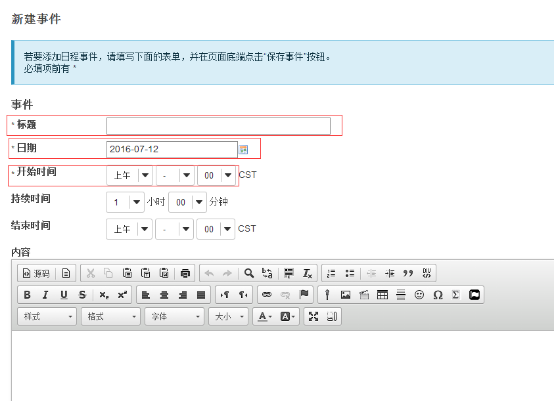 新建事件
若要添加日程事件，请填写下面的表单，并在页面底端点击“保存事件”按钮。
必填项前有 *
事件
* 标题
* 日期 2016-07-12
* 开始时间 上午 - 00 CST
持续时间 1 小时 00 分钟
结束时间 上午 - 00 CST
内容
源码
B I U S x₂ x²
样式 格式 字体 大小 A A